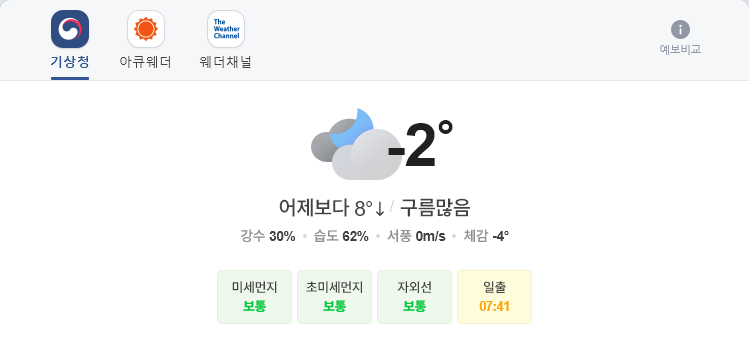 The
Weather
Channel
기상청 아큐웨더 웨더채널
예보비교
-2°
어제보다 8°↓/ 구름많음
강수 30% • 습도 62% • 서풍 0m/s • 체감 -4°
미세먼지 초미세먼지 자외선 일출
보통 보통 보통 07:41